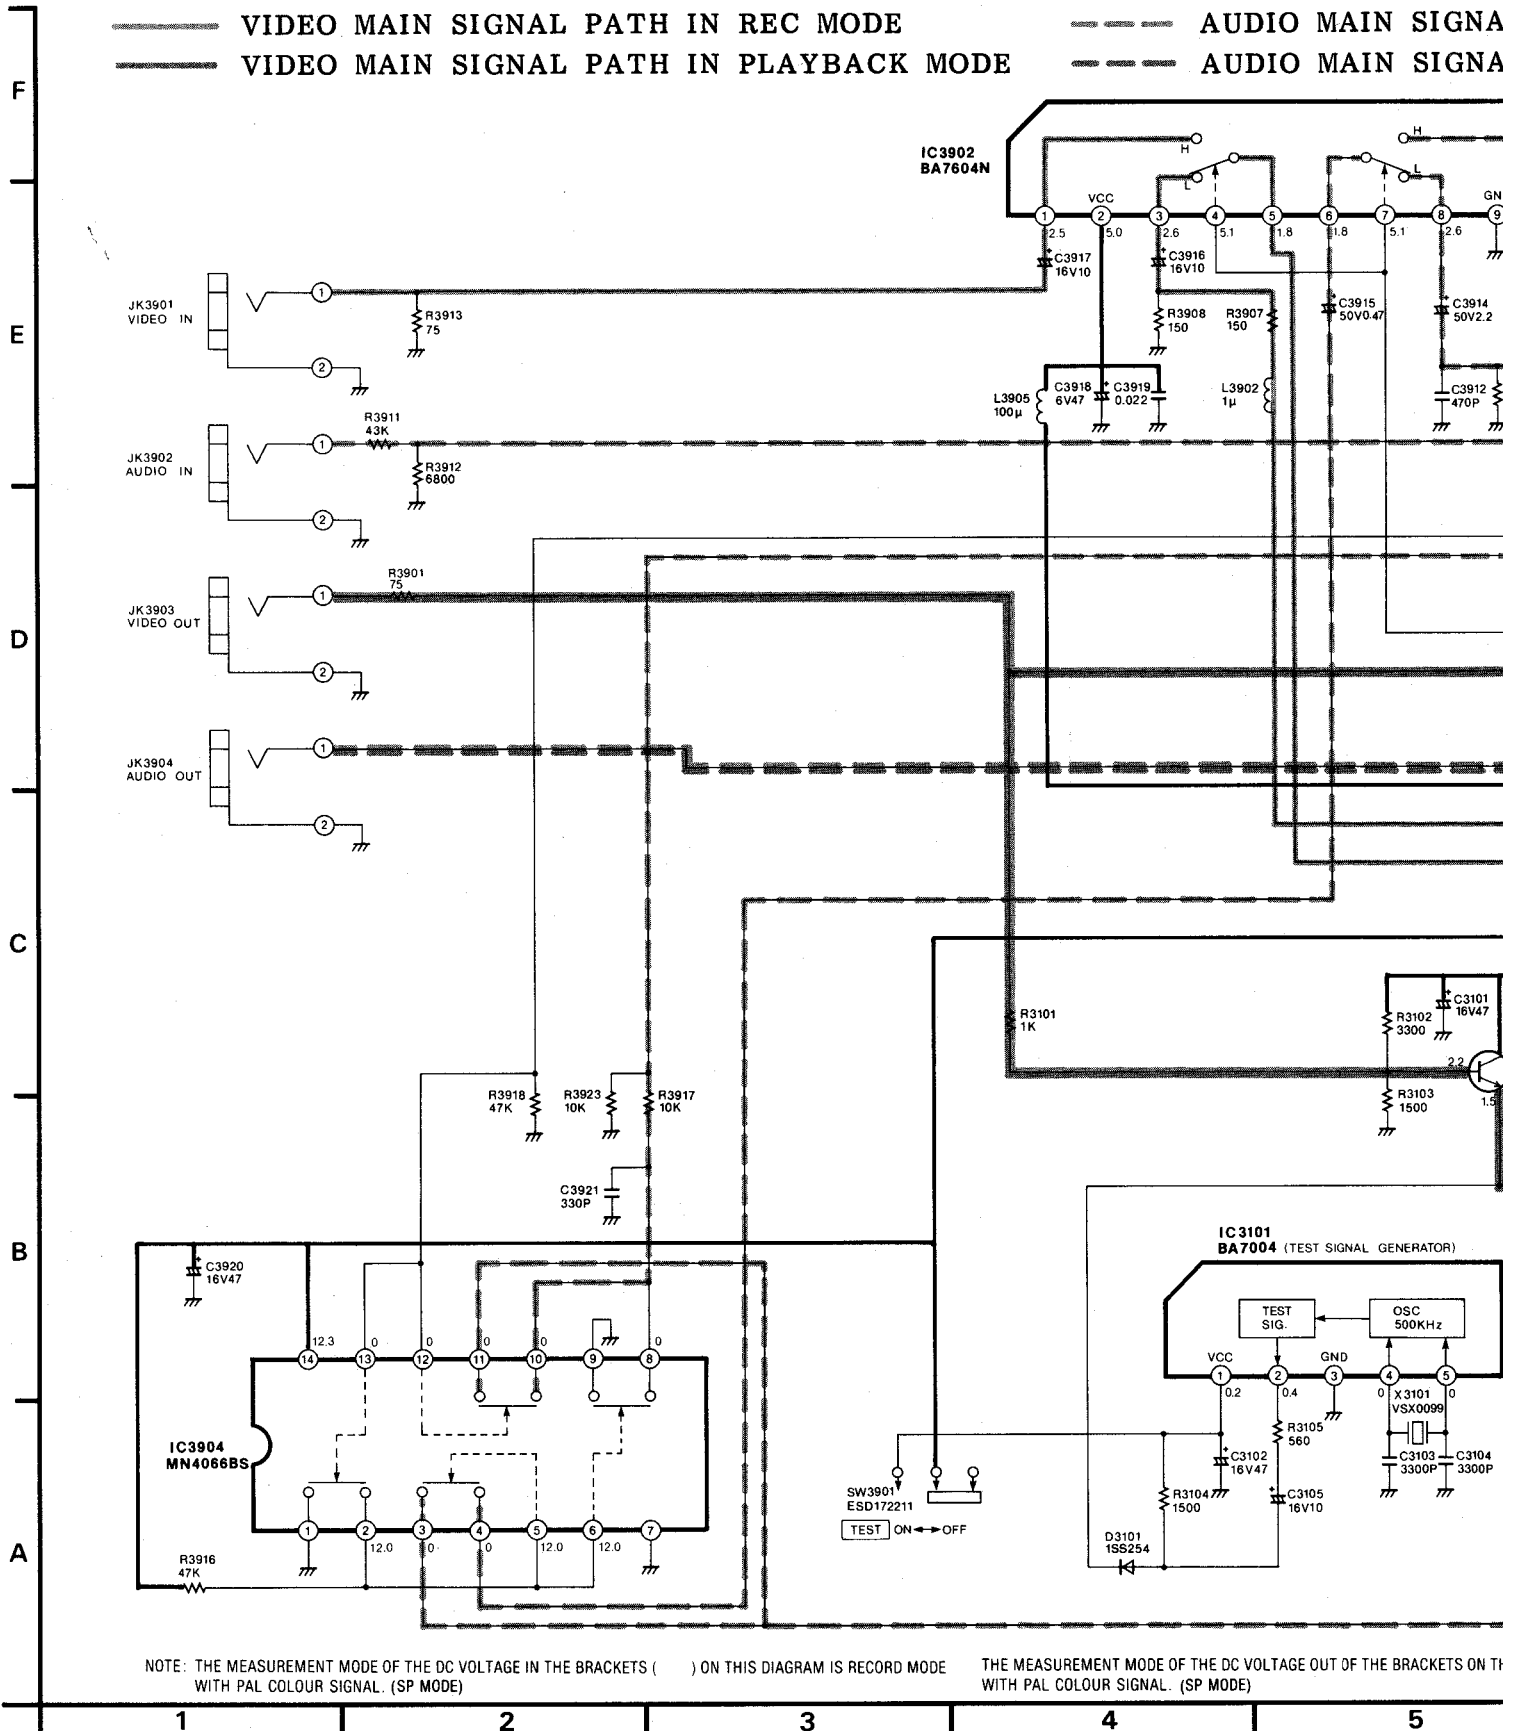 VIDEO MAIN SIGNAL PATH IN REC MODE
AUDIO MAIN SIGNA
VIDEO MAIN SIGNAL PATH IN PLAYBACK MODE
AUDIO MAIN SIGNA
F
IC3902
BA7604N
H
L
H
L
VCC
GN
1 2 3 4 5 6 7 8 9
2.5 5.0 2.6 5.1 1.8 1.8 5.1 2.6
C3917
16V10
C3916
16V10
JK3901
VIDEO IN
1
2
R3913
75
E
R3908
150
R3907
150
C3915
50V0.47
C3914
50V2.2
L3905
100μ
C3918
6V47
C3919
0.022
L3902
1μ
C3912
470P
JK3902
AUDIO IN
1
2
R3911
43K
R3912
6800
D
JK3903
VIDEO OUT
1
2
R3901
75
JK3904
AUDIO OUT
1
2
C
R3101
1K
R3102
3300
C3101
16V47
2.2
1.5
R3103
1500
R3918
47K
R3923
10K
R3917
10K
C3921
330P
B
C3920
16V47
IC3101
BA7004 (TEST SIGNAL GENERATOR)
TEST
SIG.
OSC
500KHz
VCC
GND
1 2 3 4 5
0.2 0.4 0 0
X3101
VSX0099
12.3 0 0 0 0 0
14 13 12 11 10 9 8
IC3904
MN4066BS
1 2 3 4 5 6 7
12.0 0 0 12.0 12.0
R3105
560
C3102
16V47
C3103
3300P
C3104
3300P
SW3901
ESD172211
TEST ON OFF
R3104
1500
C3105
16V10
D3101
1SS254
A
R3916
47K
NOTE: THE MEASUREMENT MODE OF THE DC VOLTAGE IN THE BRACKETS ( ) ON THIS DIAGRAM IS RECORD MODE
WITH PAL COLOUR SIGNAL. (SP MODE)
THE MEASUREMENT MODE OF THE DC VOLTAGE OUT OF THE BRACKETS ON TH
WITH PAL COLOUR SIGNAL. (SP MODE)
1 2 3 4 5